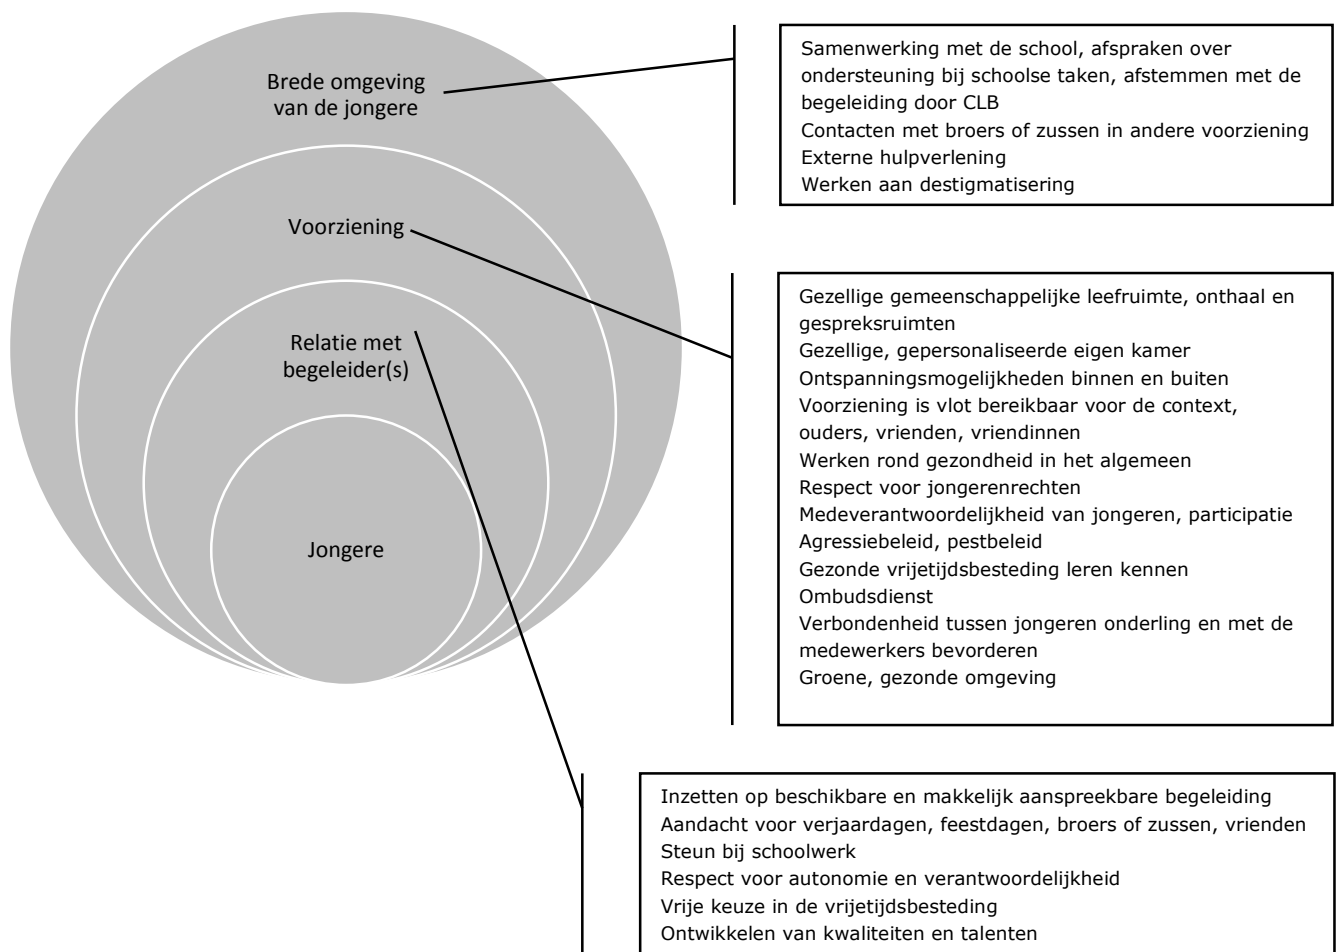 Brede omgeving
van de jongere
Samenwerking met de school, afspraken over
ondersteuning bij schoolse taken, afstemmen met de
begeleiding door CLB
Contacten met broers of zussen in andere voorziening
Externe hulpverlening
Werken aan destigmatisering
Voorziening
Gezellige gemeenschappelijke leefruimte, onthaal en
gespreksruimten
Gezellige, gepersonaliseerde eigen kamer
Ontspanningsmogelijkheden binnen en buiten
Voorziening is vlot bereikbaar voor de context,
ouders, vrienden, vriendinnen
Werken rond gezondheid in het algemeen
Respect voor jongerenrechten
Medeverantwoordelijkheid van jongeren, participatie
Agressiebeleid, pestbeleid
Gezonde vrijetijdsbesteding leren kennen
Ombudsdienst
Verbondenheid tussen jongeren onderling en met de
medewerkers bevorderen
Groene, gezonde omgeving
Relatie met
begeleider(s)
Inzetten op beschikbare en makkelijk aanspreekbare begeleiding
Aandacht voor verjaardagen, feestdagen, broers of zussen, vrienden
Steun bij schoolwerk
Respect voor autonomie en verantwoordelijkheid
Vrije keuze in de vrijetijdsbesteding
Ontwikkelen van kwaliteiten en talenten
Jongere